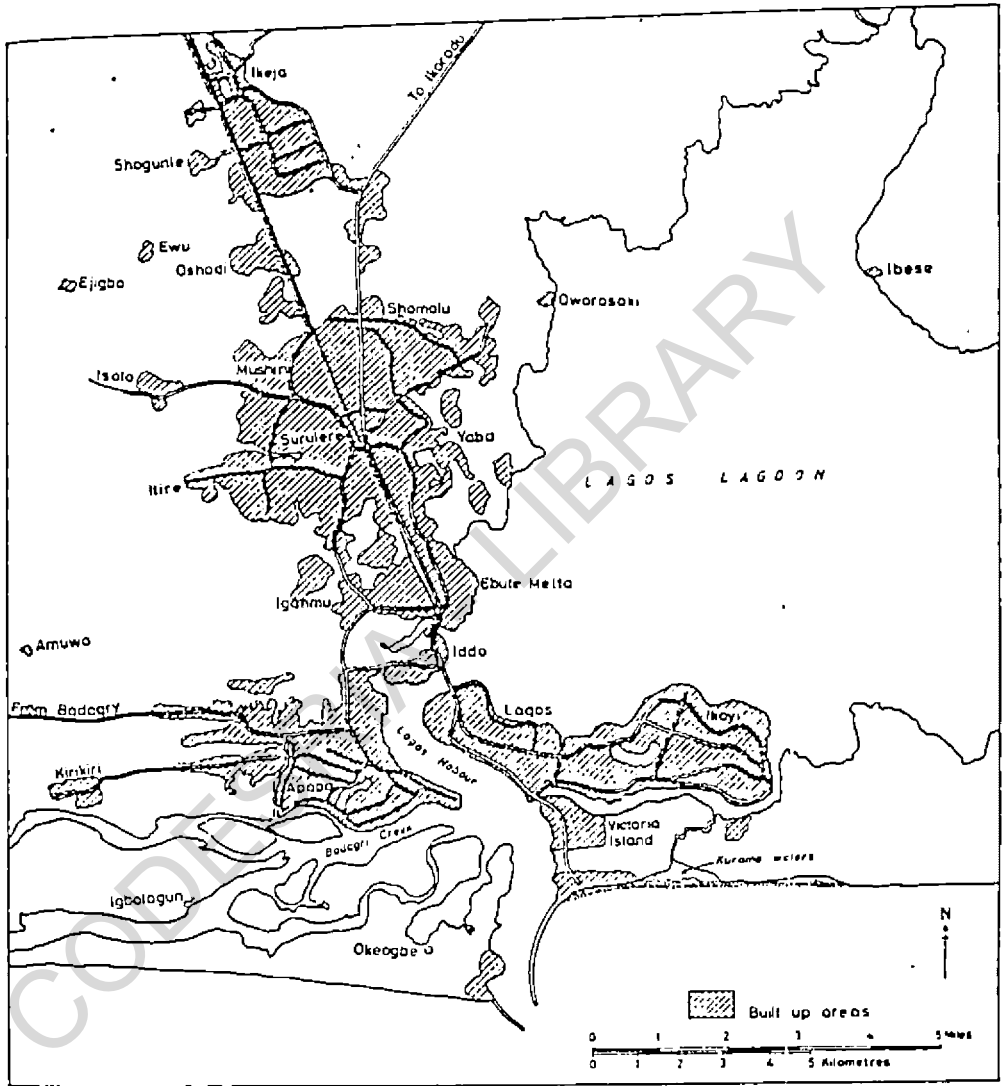 Ikeja
To Ikorodu
Shogunle
Ewu
Oshodi
Ejigbo
Ibese
Oworosoki
Shomolu
Mushin
Isolo
Surulere
Yaba
Itire
LAGOS LAGOON
Ebute Metta
Iganmu
Iddo
Amuwo
From Badagry
Lagos
Ikoyi
Lagos
Habour
Kirikiri
Apapa
Victoria
Island
Badagri Creek
Kuramo waters
Igbologun
Okeogbe
N
Built up areas
0 1 2 3 4 5 Miles
0 1 2 3 4 5 Kilometres
CODESRIA LIBRARY